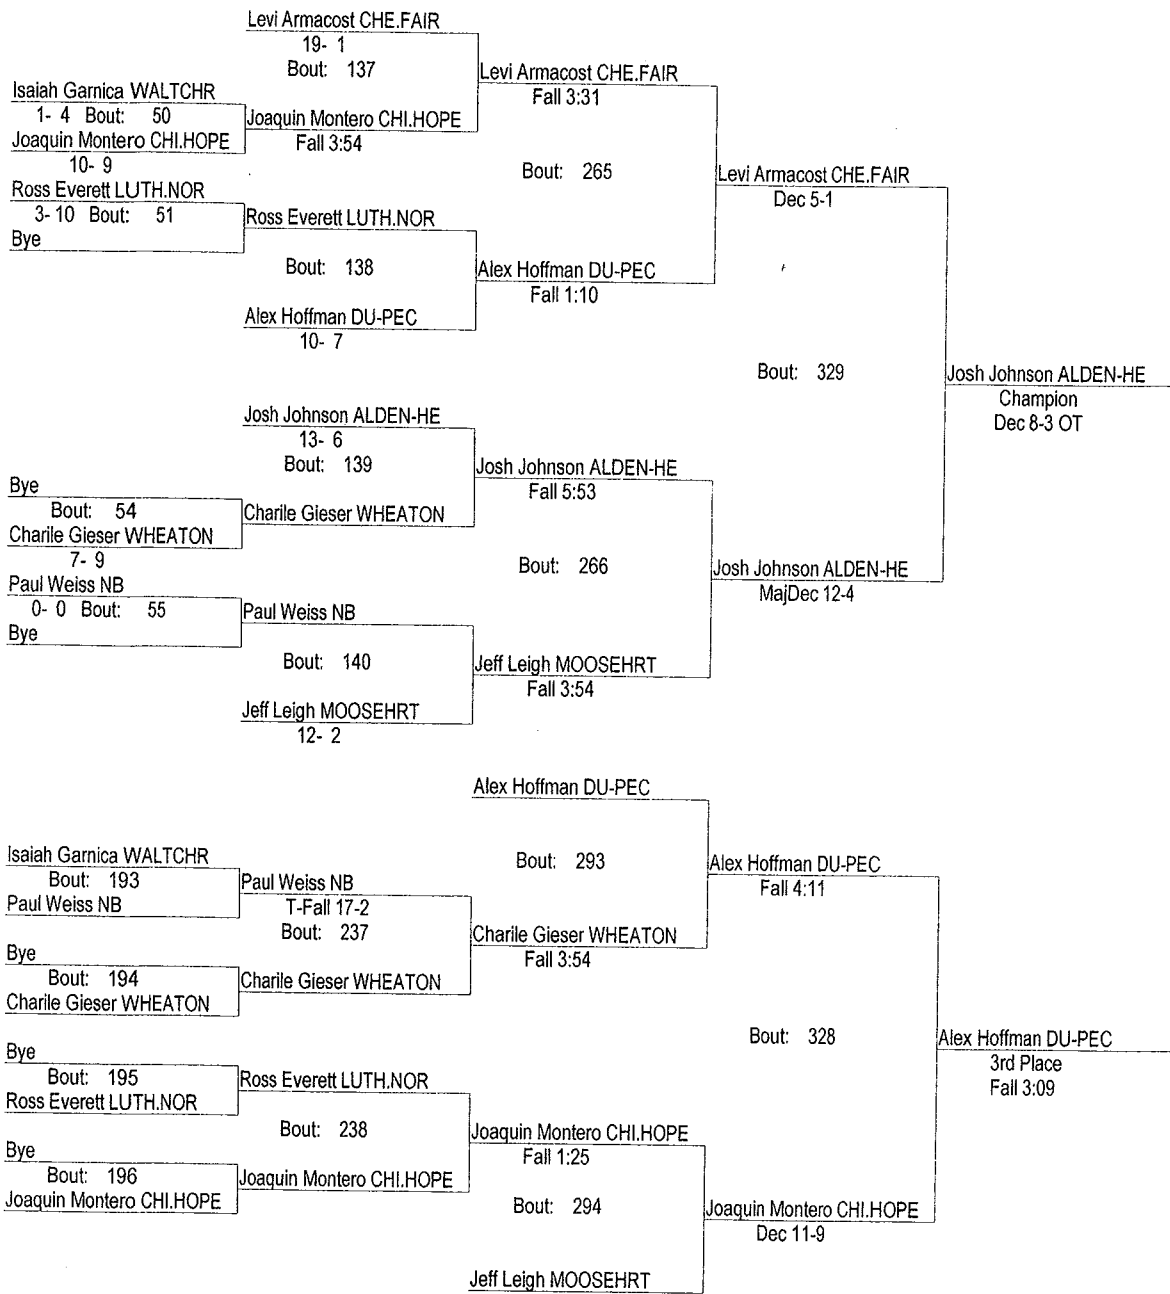 Levi Armacost CHE.FAIR
19- 1
Bout: 137
Levi Armacost CHE.FAIR
Fall 3:31
Isaiah Garnica WALTCHR
1- 4 Bout: 50
Joaquin Montero CHI.HOPE
Fall 3:54
Joaquin Montero CHI.HOPE
10- 9
Bout: 265
Levi Armacost CHE.FAIR
Dec 5-1
Ross Everett LUTH.NOR
3- 10 Bout: 51
Ross Everett LUTH.NOR
Bye
Bout: 138
Alex Hoffman DU-PEC
Fall 1:10
Alex Hoffman DU-PEC
10- 7
Bout: 329
Josh Johnson ALDEN-HE
Champion
Dec 8-3 OT
Josh Johnson ALDEN-HE
13- 6
Bout: 139
Josh Johnson ALDEN-HE
Fall 5:53
Bye
Bout: 54
Charile Gieser WHEATON
Charile Gieser WHEATON
7- 9
Bout: 266
Josh Johnson ALDEN-HE
MajDec 12-4
Paul Weiss NB
0- 0 Bout: 55
Paul Weiss NB
Bye
Bout: 140
Jeff Leigh MOOSEHRT
Fall 3:54
Jeff Leigh MOOSEHRT
12- 2
Alex Hoffman DU-PEC
Bout: 293
Alex Hoffman DU-PEC
Fall 4:11
Isaiah Garnica WALTCHR
Bout: 193
Paul Weiss NB
Paul Weiss NB
T-Fall 17-2
Bout: 237
Charile Gieser WHEATON
Fall 3:54
Bye
Bout: 194
Charile Gieser WHEATON
Charile Gieser WHEATON
Bout: 328
Alex Hoffman DU-PEC
3rd Place
Fall 3:09
Bye
Bout: 195
Ross Everett LUTH.NOR
Ross Everett LUTH.NOR
Bout: 238
Joaquin Montero CHI.HOPE
Fall 1:25
Bye
Bout: 196
Joaquin Montero CHI.HOPE
Joaquin Montero CHI.HOPE
Bout: 294
Joaquin Montero CHI.HOPE
Dec 11-9
Jeff Leigh MOOSEHRT